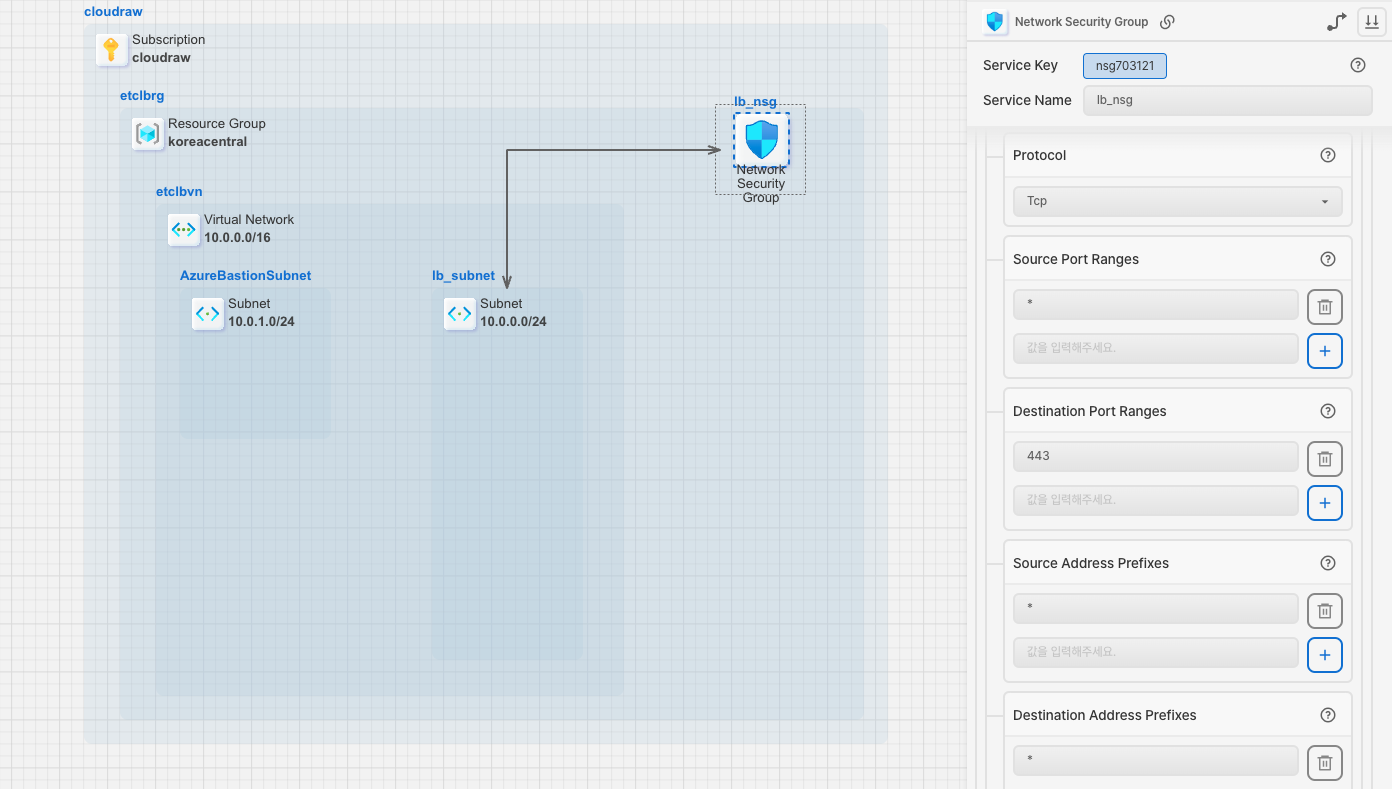 cloudraw
Subscription
cloudraw
etclbrg
Resource Group
koreacentral
lb_nsg
Network
Security
Group
etclbvn
Virtual Network
10.0.0.0/16
AzureBastionSubnet
Subnet
10.0.1.0/24
lb_subnet
Subnet
10.0.0.0/24
Network Security Group
Service Key
nsg703121
Service Name
lb_nsg
Protocol
Tcp
Source Port Ranges
*
값을 입력해주세요.
Destination Port Ranges
443
값을 입력해주세요.
Source Address Prefixes
*
값을 입력해주세요.
Destination Address Prefixes
*